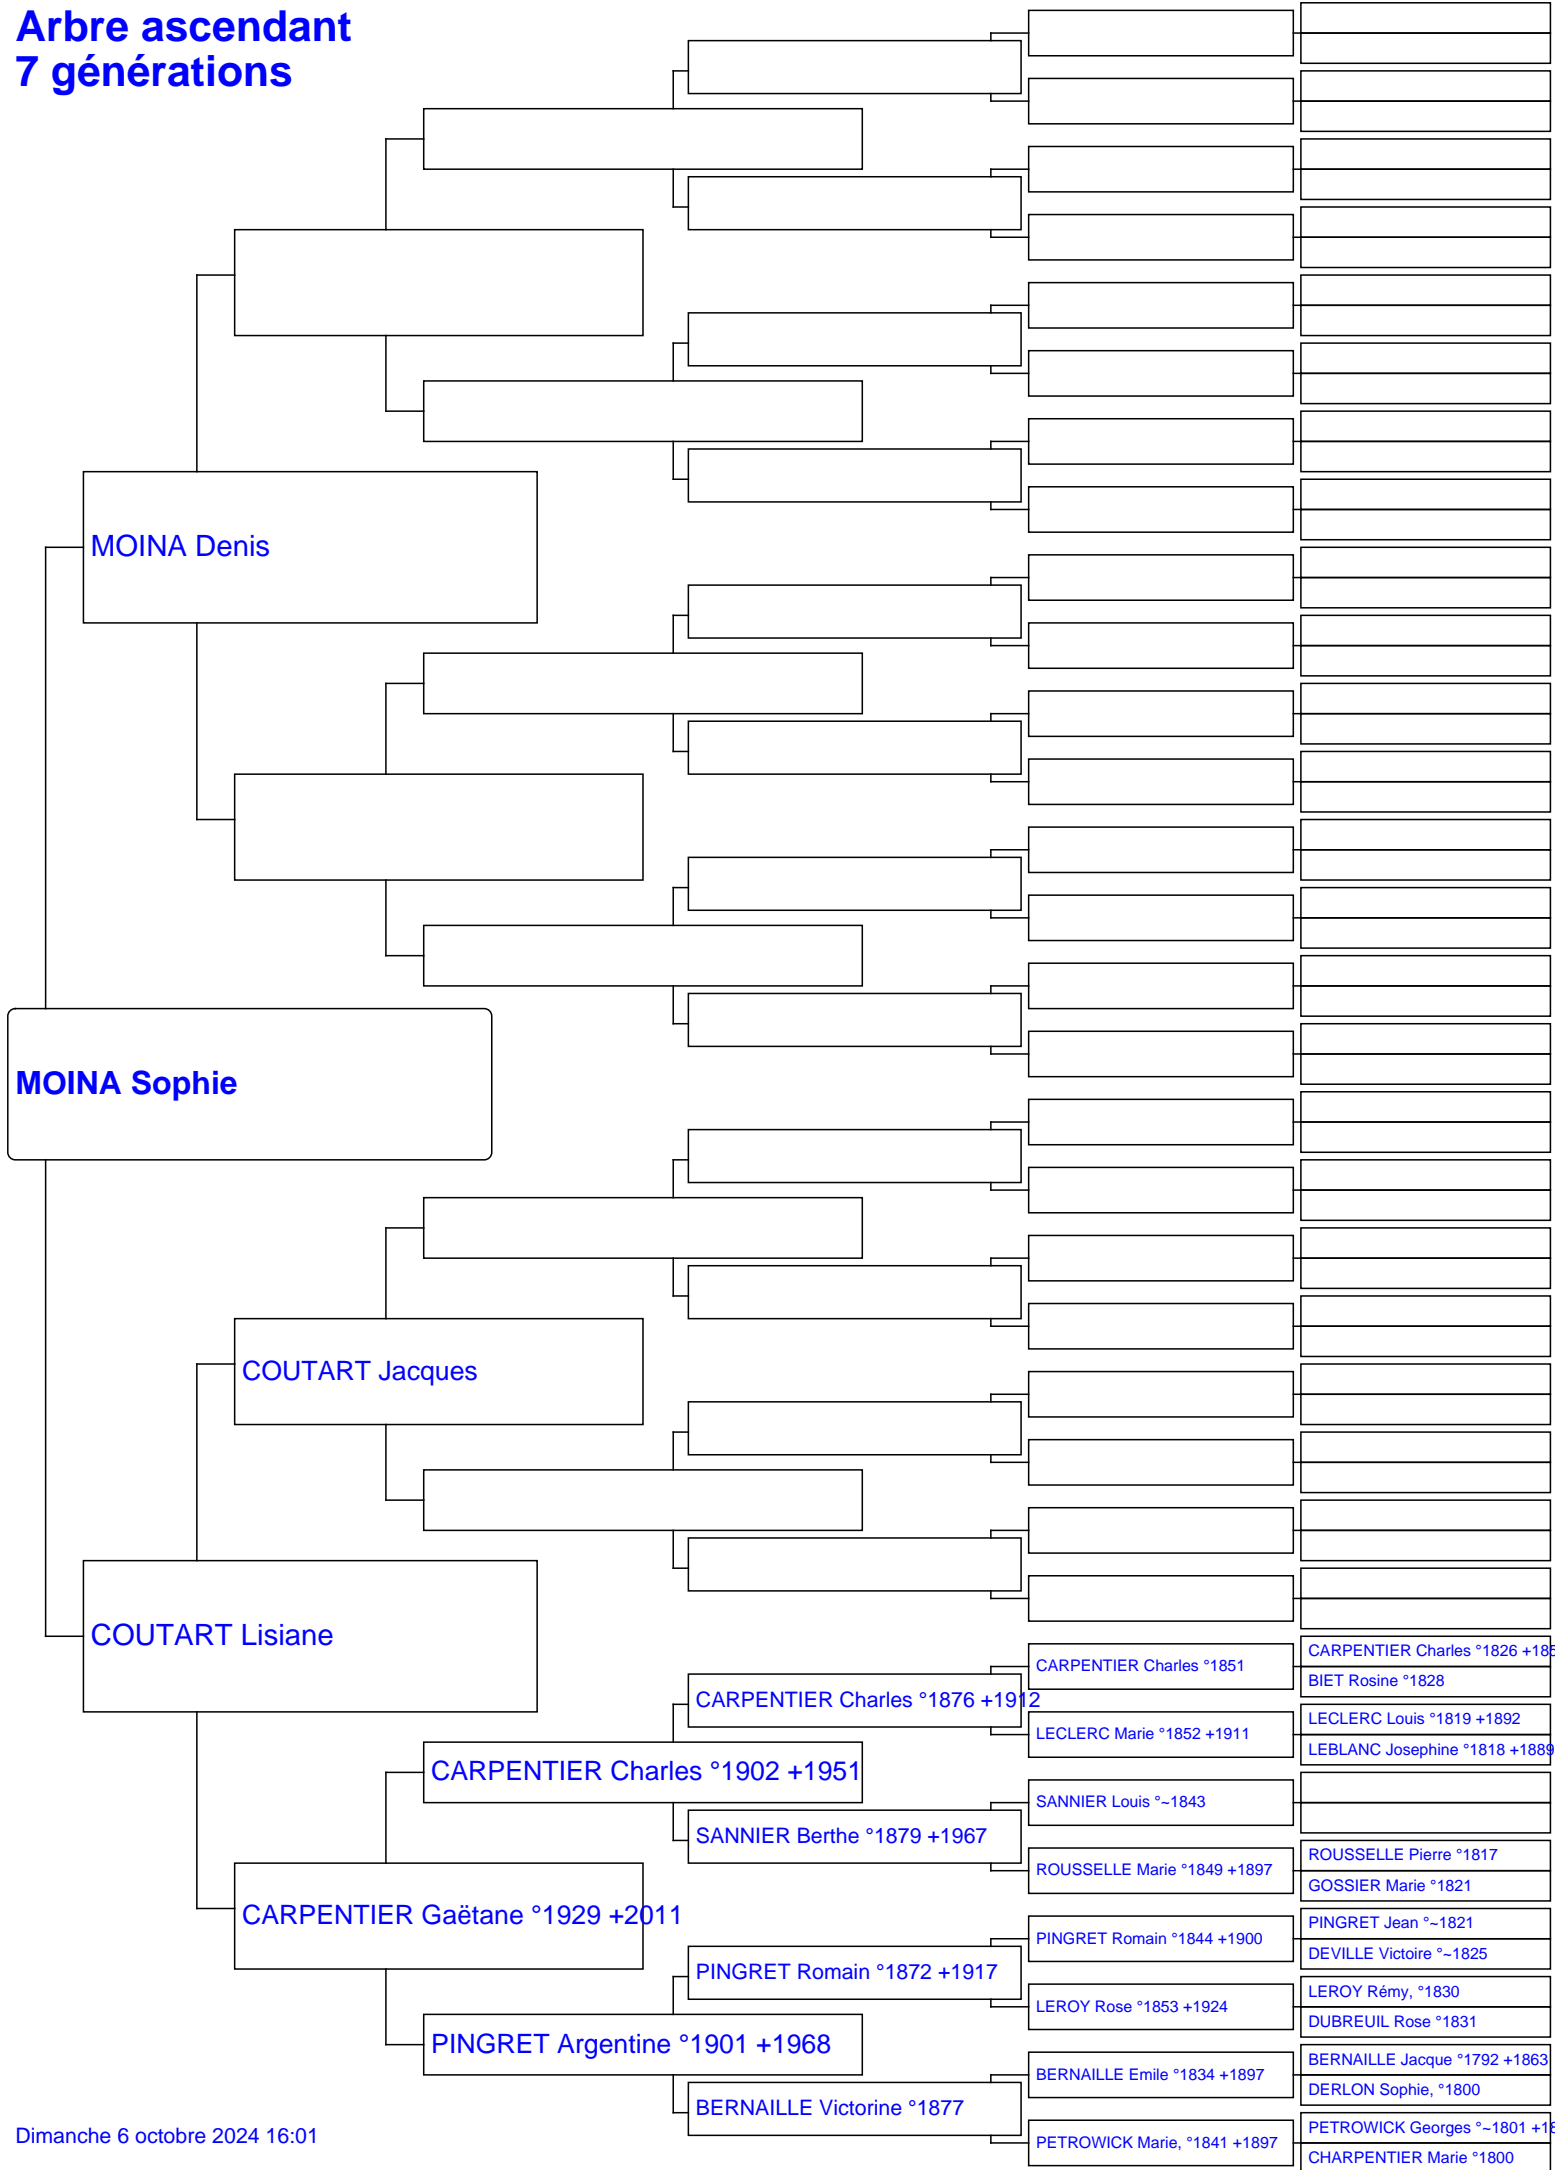 Arbre ascendant
7 générations
MOINA Denis
MOINA Sophie
COUTART Jacques
COUTART Lisiane
CARPENTIER Charles °1826 +185
CARPENTIER Charles °1851
BIET Rosine °1828
CARPENTIER Charles °1876 +1912
LECLERC Louis °1819 +1892
LECLERC Marie °1852 +1911
LEBLANC Josephine °1818 +1889
CARPENTIER Charles °1902 +1951
SANNIER Louis °~1843
SANNIER Berthe °1879 +1967
ROUSSELLE Pierre °1817
ROUSSELLE Marie °1849 +1897
GOSSIER Marie °1821
CARPENTIER Gaëtane °1929 +2011
PINGRET Jean °~1821
PINGRET Romain °1844 +1900
DEVILLE Victoire °~1825
PINGRET Romain °1872 +1917
LEROY Rémy, °1830
LEROY Rose °1853 +1924
DUBREUIL Rose °1831
PINGRET Argentine °1901 +1968
BERNAILLE Jacque °1792 +1863
BERNAILLE Emile °1834 +1897
DERLON Sophie, °1800
BERNAILLE Victorine °1877
PETROWICK Georges °~1801 +18
PETROWICK Marie, °1841 +1897
CHARPENTIER Marie °1800
Dimanche 6 octobre 2024 16:01